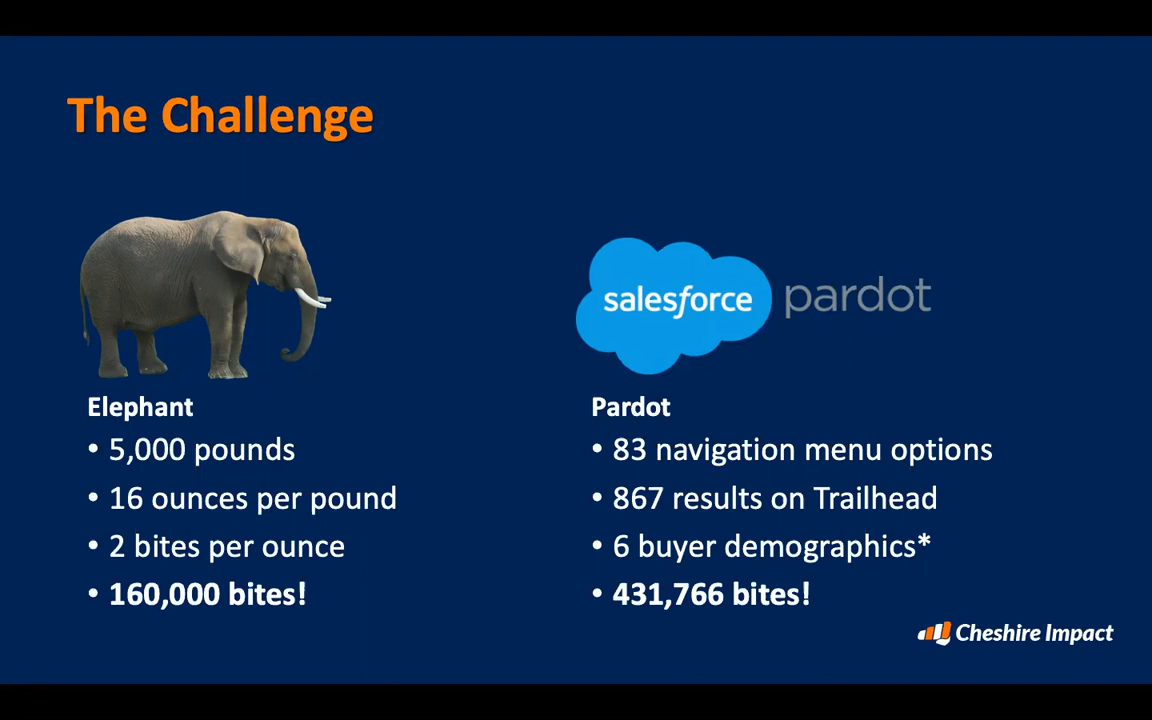 The Challenge
salesforce pardot
Elephant
• 5,000 pounds
• 16 ounces per pound
• 2 bites per ounce
• 160,000 bites!
Pardot
• 83 navigation menu options
• 867 results on Trailhead
• 6 buyer demographics*
• 431,766 bites!
Cheshire Impact